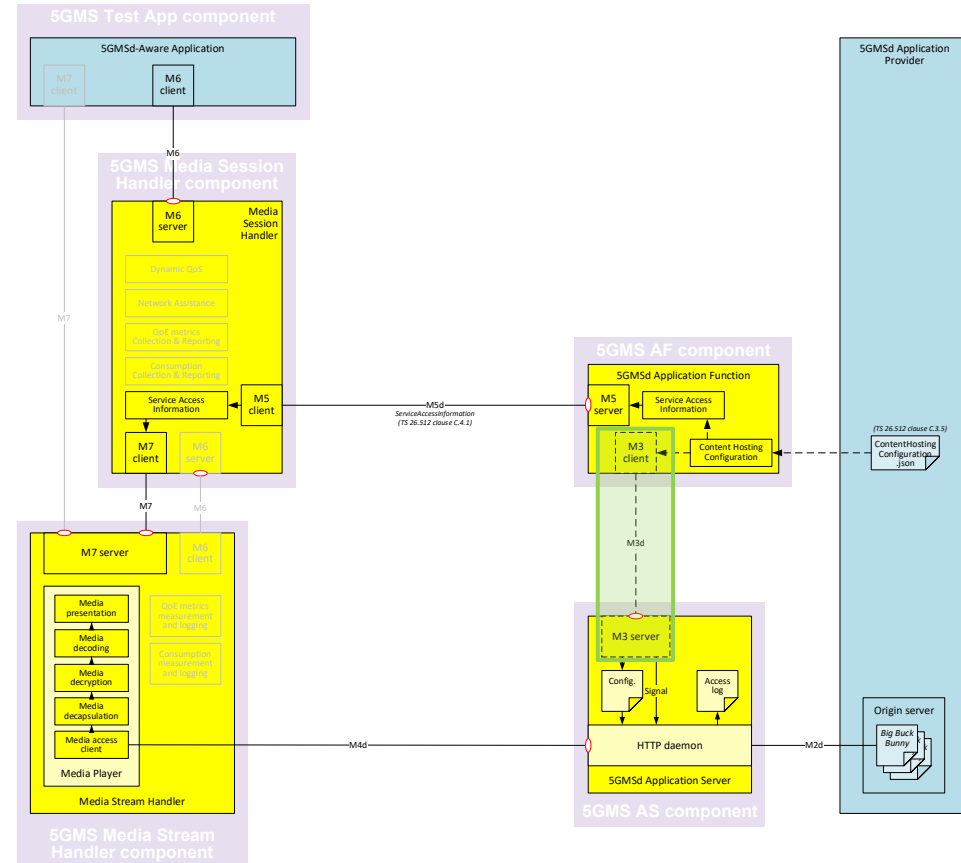 5GMS Test App component
5GMSd-Aware Application
M7
client
M6
client
5GMSd Application
Provider
M6
5GMS Media Session
Handler component
M6
server
Media
Session
Handler
Dynamic QoS
Network Assistance
M7
QoE metrics
Collection & Reporting
Consumption
Collection & Reporting
Service Access
Information
M5
client
M7
client
M6
server
M5d
ServiceAccessInformation
(TS 26.512 clause C.4.1)
5GMS AF component
5GMSd Application Function
M5
server
Service Access
Information
M3
client
Content Hosting
Configuration
(TS 26.512 clause C.3.5)
ContentHosting
Configuration
.json
M7
M6
M3d
M7 server
M6
client
Media
presentation
Media
decoding
Media
decryption
Media
decapsulation
Media access
client
Media Player
QoE metrics
measurement
and logging
Consumption
measurement
and logging
Media Stream Handler
5GMS Media Stream
Handler component
M4d
M3 server
Config.
Signal
Access
log
HTTP daemon
5GMSd Application Server
5GMS AS component
M2d
Origin server
Big Buck
Bunny